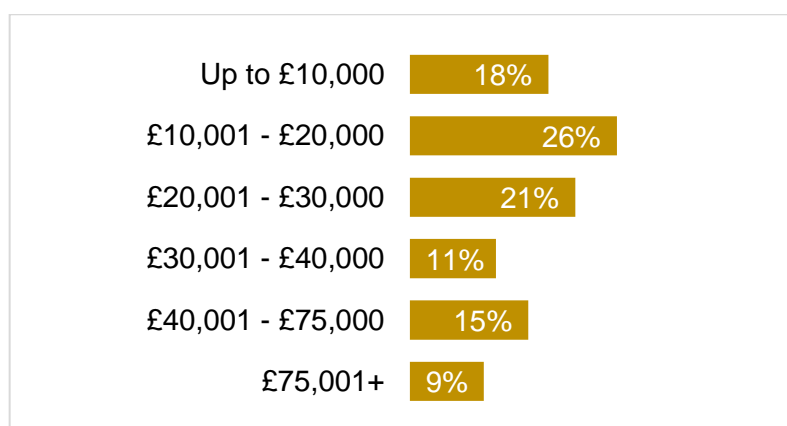 Up to £10,000 18%
£10,001 - £20,000 26%
£20,001 - £30,000 21%
£30,001 - £40,000 11%
£40,001 - £75,000 15%
£75,001+ 9%